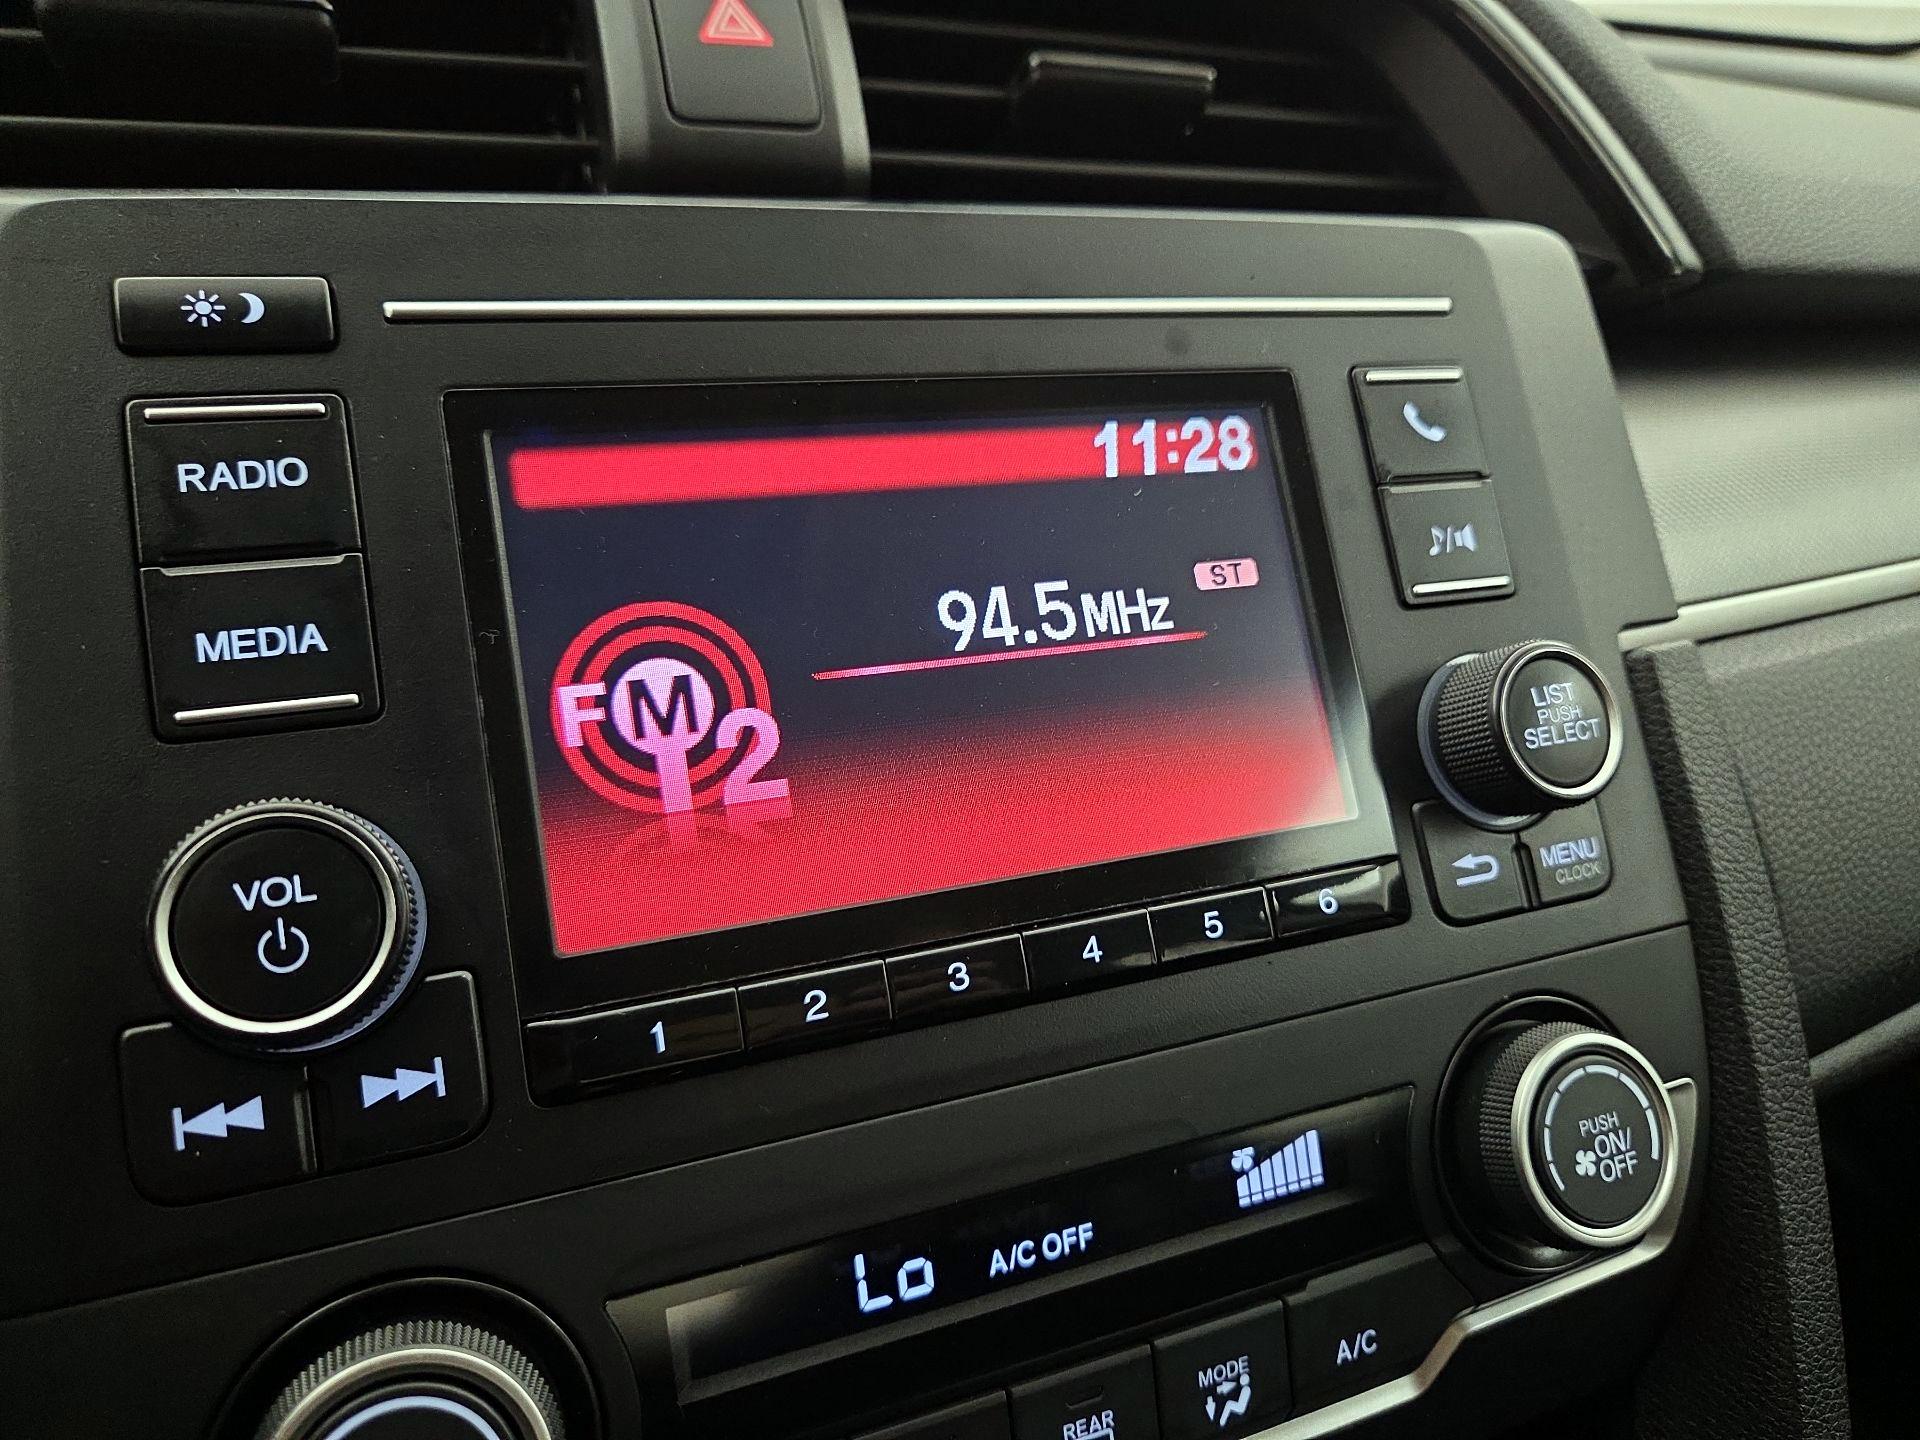 11:28
RADIO
94.5MHz
ST
MEDIA
FM
2
LIST
PUSH
SELECT
MENU
CLOCK
VOL
1
2
3
4
5
6
PUSH
ON/
OFF
Lo
A/C OFF
MODE
A/C
REAR